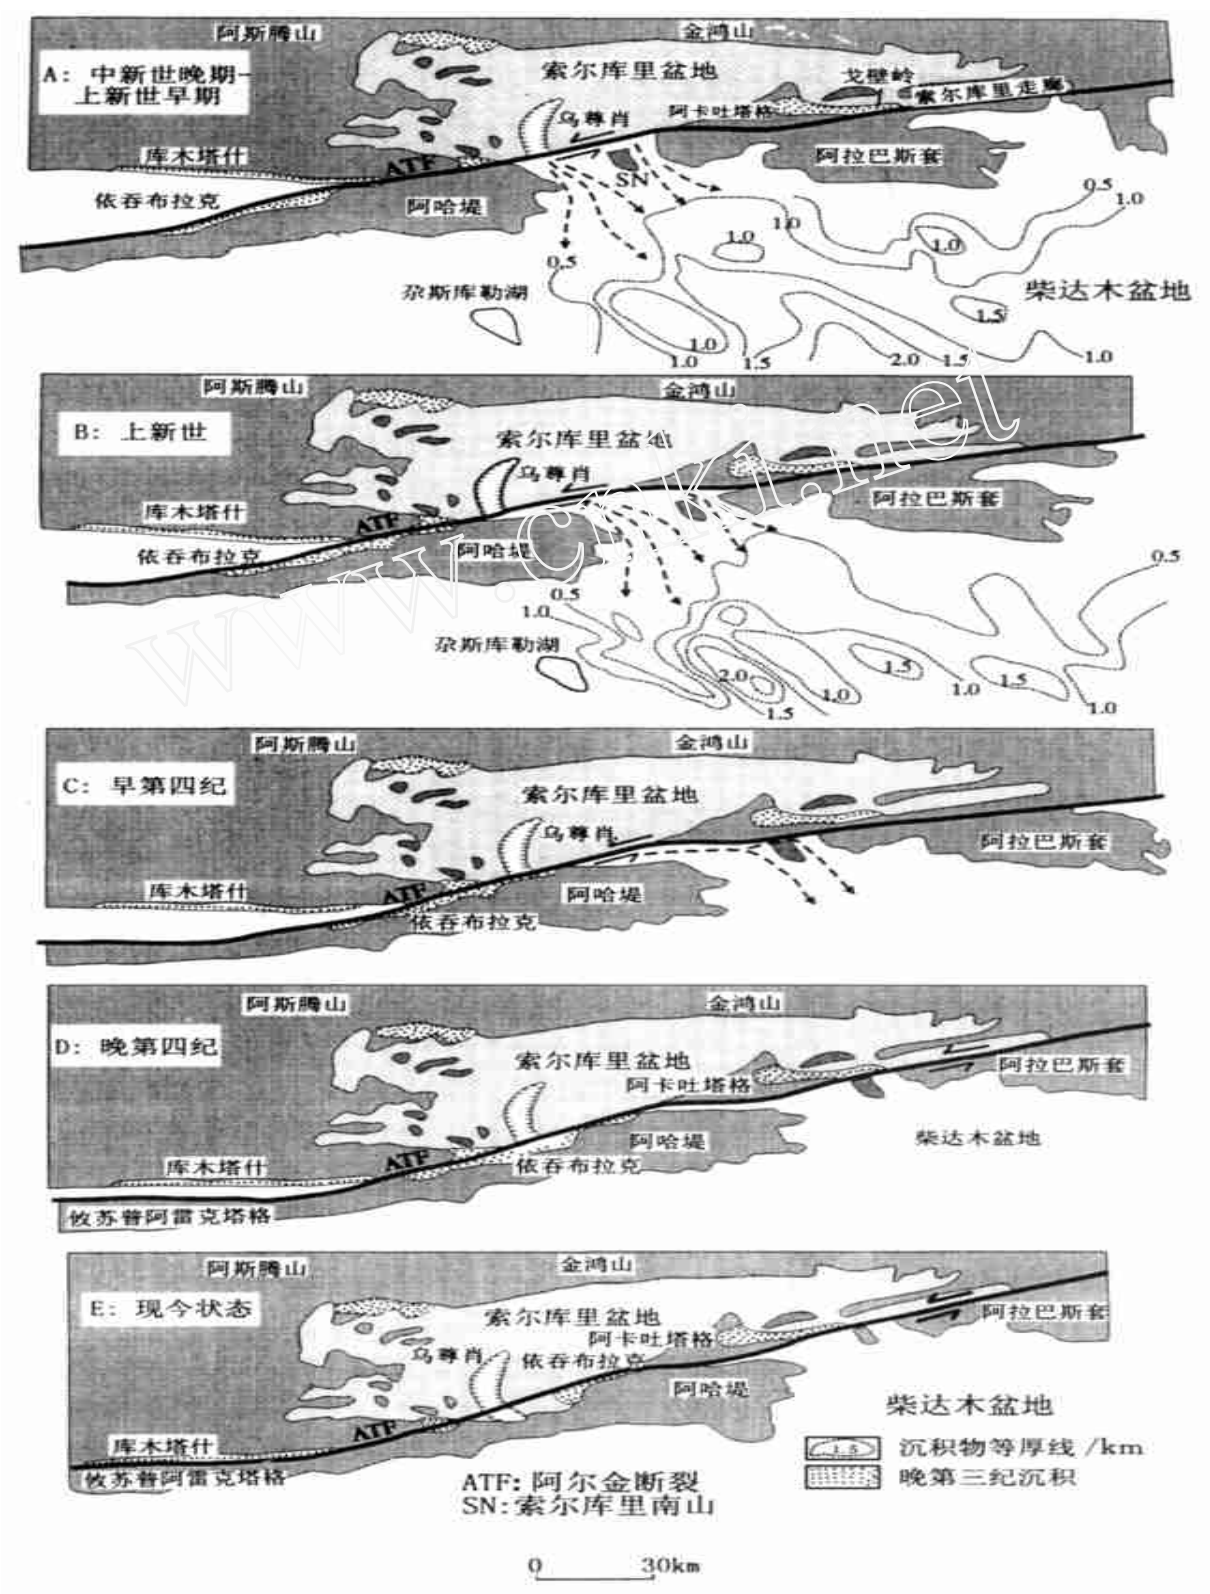 阿斯腾山
金鸿山
A: 中新世晚期-
上新世早期
索尔库里盆地
戈壁岭
索尔库里走廊
乌尊肖
阿卡吐塔格
库木塔什
ATF
SN
阿拉巴斯套
依吞布拉克
阿哈堤
0.5
1.0
1.0
1.0
1.0
0.5
尕斯库勒湖
柴达木盆地
1.5
1.0
1.0
1.5
2.0
1.5
1.0
阿斯腾山
金鸿山
B: 上新世
索尔库里盆地
乌尊肖
库木塔什
ATF
阿拉巴斯套
依吞布拉克
阿哈堤
0.5
0.5
1.0
尕斯库勒湖
2.0
1.0
1.5
1.0
1.5
1.0
1.5
www.cnki.net
阿斯腾山
金鸿山
C: 早第四纪
索尔库里盆地
乌尊肖
阿拉巴斯套
库木塔什
ATF
阿哈堤
依吞布拉克
阿斯腾山
金鸿山
D: 晚第四纪
索尔库里盆地
阿卡吐塔格
阿拉巴斯套
阿哈堤
柴达木盆地
库木塔什
ATF
依吞布拉克
攸苏普阿雷克塔格
阿斯腾山
金鸿山
E: 现今状态
索尔库里盆地
阿拉巴斯套
阿卡吐塔格
乌尊肖
依吞布拉克
阿哈堤
柴达木盆地
ATF
库木塔什
攸苏普阿雷克塔格
1.5
沉积物等厚线/km
晚第三纪沉积
ATF: 阿尔金断裂
SN: 索尔库里南山
0
30km